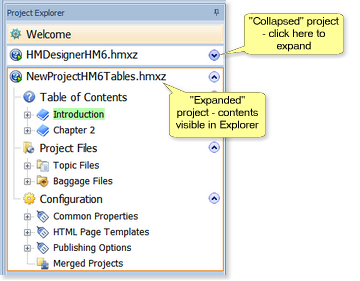 Project Explorer
Welcome
HMDesignerHM6.hmxz
"Collapsed" project
- click here to
expand
NewProjectHM6Tables.hmxz
"Expanded"
project - contents
visible in Explorer
Table of Contents
Introduction
Chapter 2
Project Files
Topic Files
Baggage Files
Configuration
Common Properties
HTML Page Templates
Publishing Options
Merged Projects